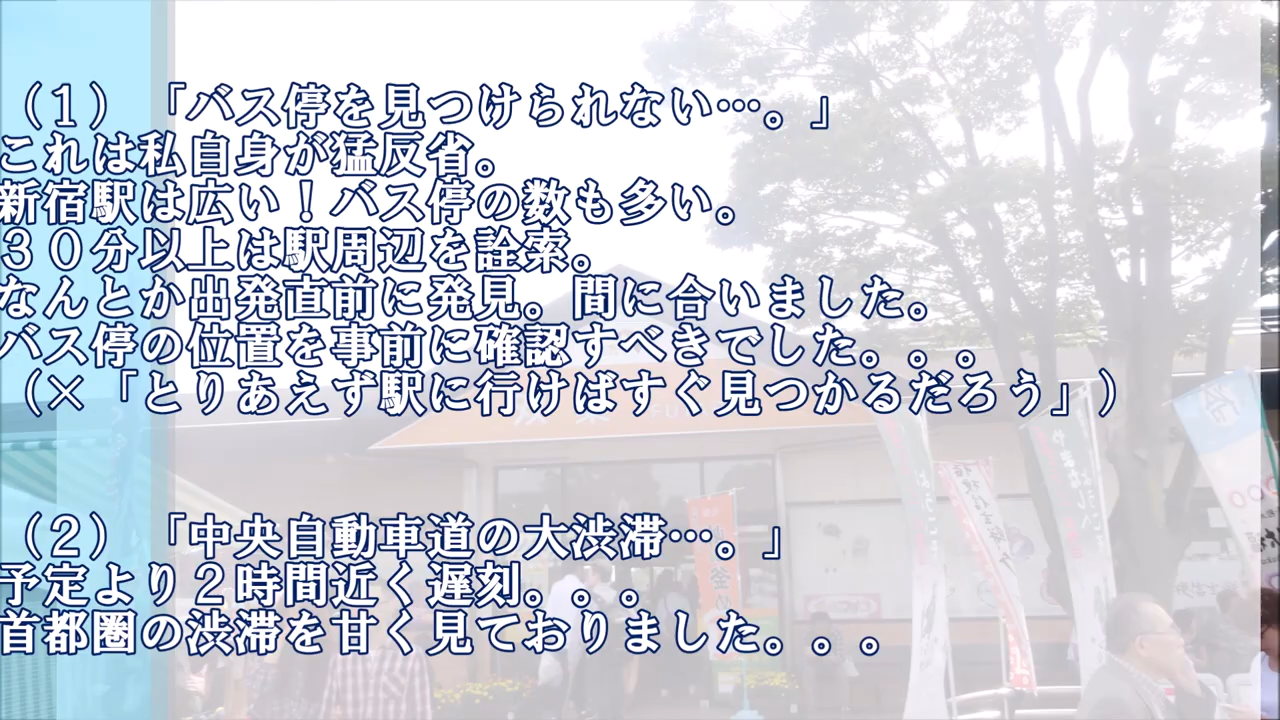 （１）「バス停を見つけられない…。」
これは私自身が猛反省。
新宿駅は広い！バス停の数も多い。
３０分以上は駅周辺を詮索。
なんとか出発直前に発見。間に合いました。
バス停の位置を事前に確認すべきでした。。。
（×「とりあえず駅に行けばすぐ見つかるだろう」）
（２）「中央自動車道の大渋滞…。」
予定より２時間近く遅刻。。。
首都圏の渋滞を甘く見ておりました。。。